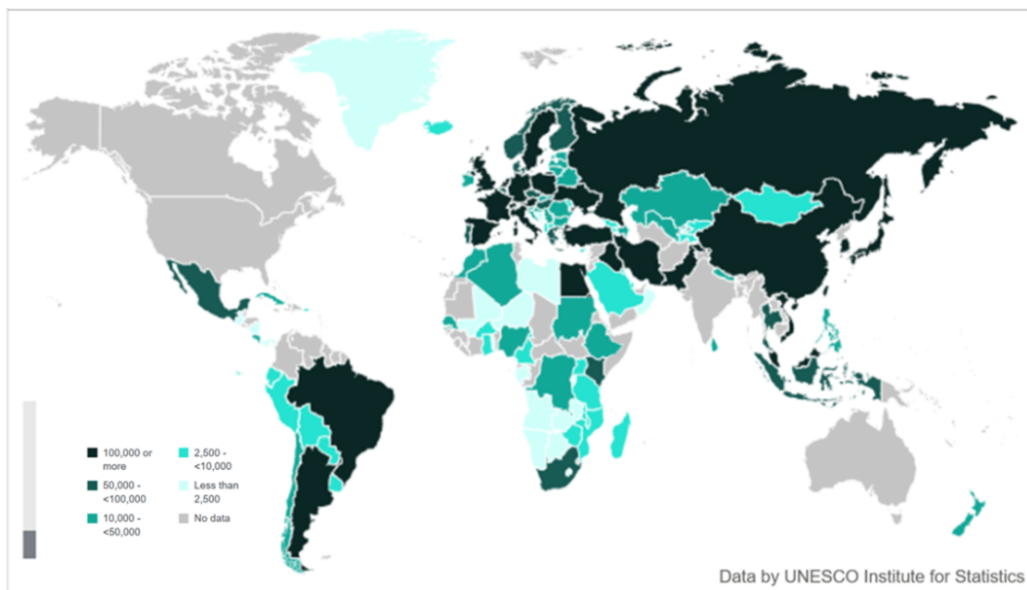 100,000 or
more
50,000 -
<100,000
10,000 -
<50,000
2,500 -
<10,000
Less than
2,500
No data
Data by UNESCO Institute for Statistics